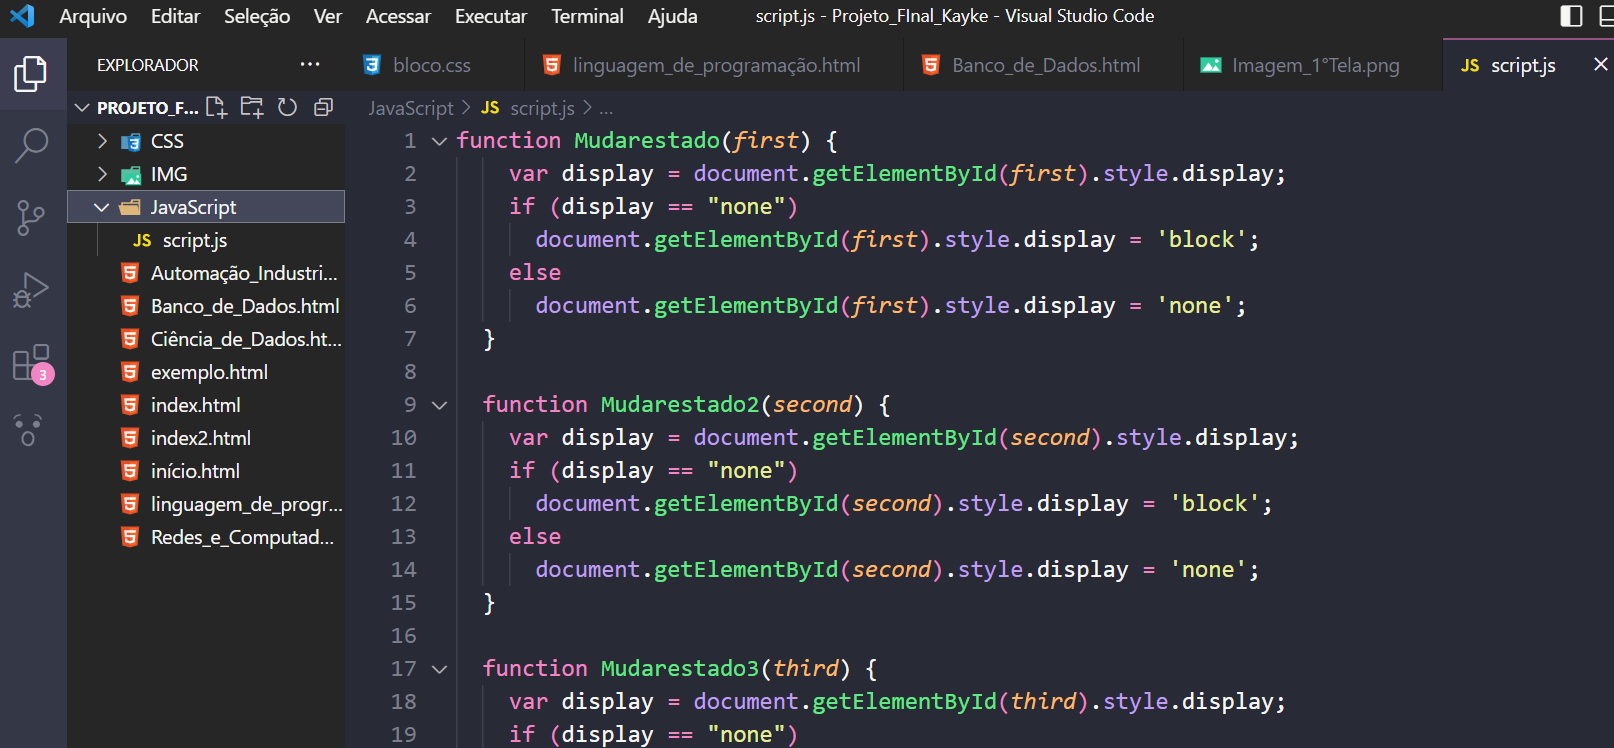 Arquivo Editar Seleção Ver Acessar Executar Terminal Ajuda script.js - Projeto_FInal_Kayke - Visual Studio Code
EXPLORADOR ...
bloco.css linguagem_de_programação.html Banco_de_Dados.html Imagem_1°Tela.png JS script.js
PROJETO_F...
CSS
IMG
JavaScript
JS script.js
Automação_Industri...
Banco_de_Dados.html
Ciência_de_Dados.ht...
exemplo.html
index.html
index2.html
início.html
linguagem_de_progr...
Redes_e_Computad...
3
JavaScript > JS script.js > ...
1 function Mudarestado(first) {
2 var display = document.getElementById(first).style.display;
3 if (display == "none")
4 document.getElementById(first).style.display = 'block';
5 else
6 document.getElementById(first).style.display = 'none';
7 }
8
9 function Mudarestado2(second) {
10 var display = document.getElementById(second).style.display;
11 if (display == "none")
12 document.getElementById(second).style.display = 'block';
13 else
14 document.getElementById(second).style.display = 'none';
15 }
16
17 function Mudarestado3(third) {
18 var display = document.getElementById(third).style.display;
19 if (display == "none")